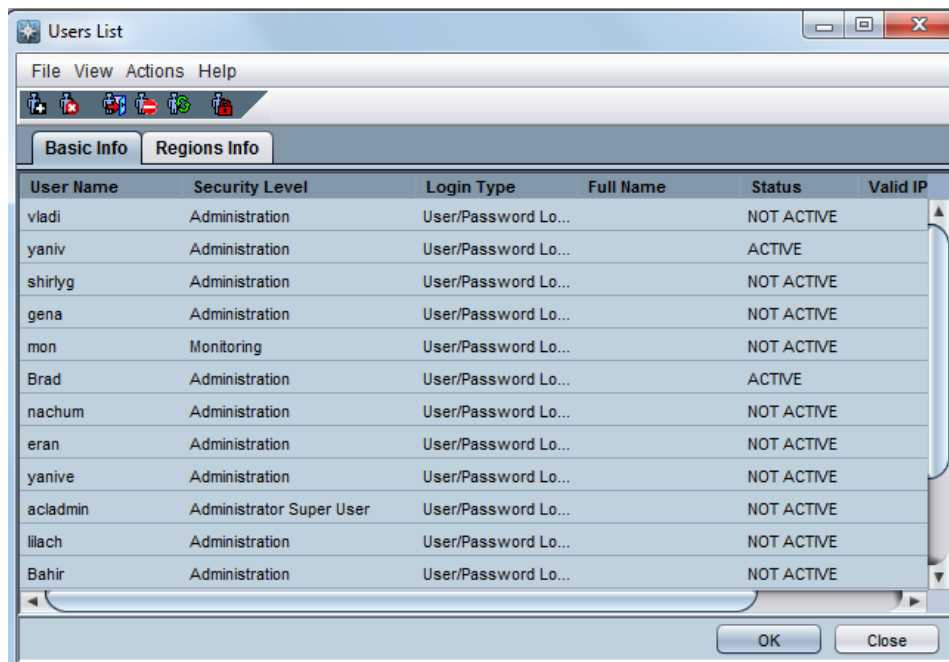 Users List
File View Actions Help
Basic Info Regions Info
User Name Security Level Login Type Full Name Status Valid IP
vladi Administration User/Password Lo... NOT ACTIVE
yaniv Administration User/Password Lo... ACTIVE
shirlyg Administration User/Password Lo... NOT ACTIVE
gena Administration User/Password Lo... NOT ACTIVE
mon Monitoring User/Password Lo... NOT ACTIVE
Brad Administration User/Password Lo... ACTIVE
nachum Administration User/Password Lo... NOT ACTIVE
eran Administration User/Password Lo... NOT ACTIVE
yanive Administration User/Password Lo... NOT ACTIVE
acladmin Administrator Super User User/Password Lo... NOT ACTIVE
lilach Administration User/Password Lo... NOT ACTIVE
Bahir Administration User/Password Lo... NOT ACTIVE
OK Close